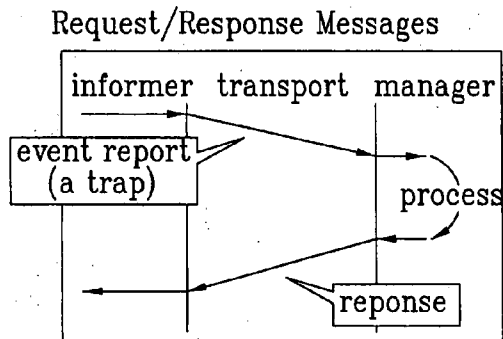 Request/Response Messages
informer transport manager
event report
(a trap)
process
reponse